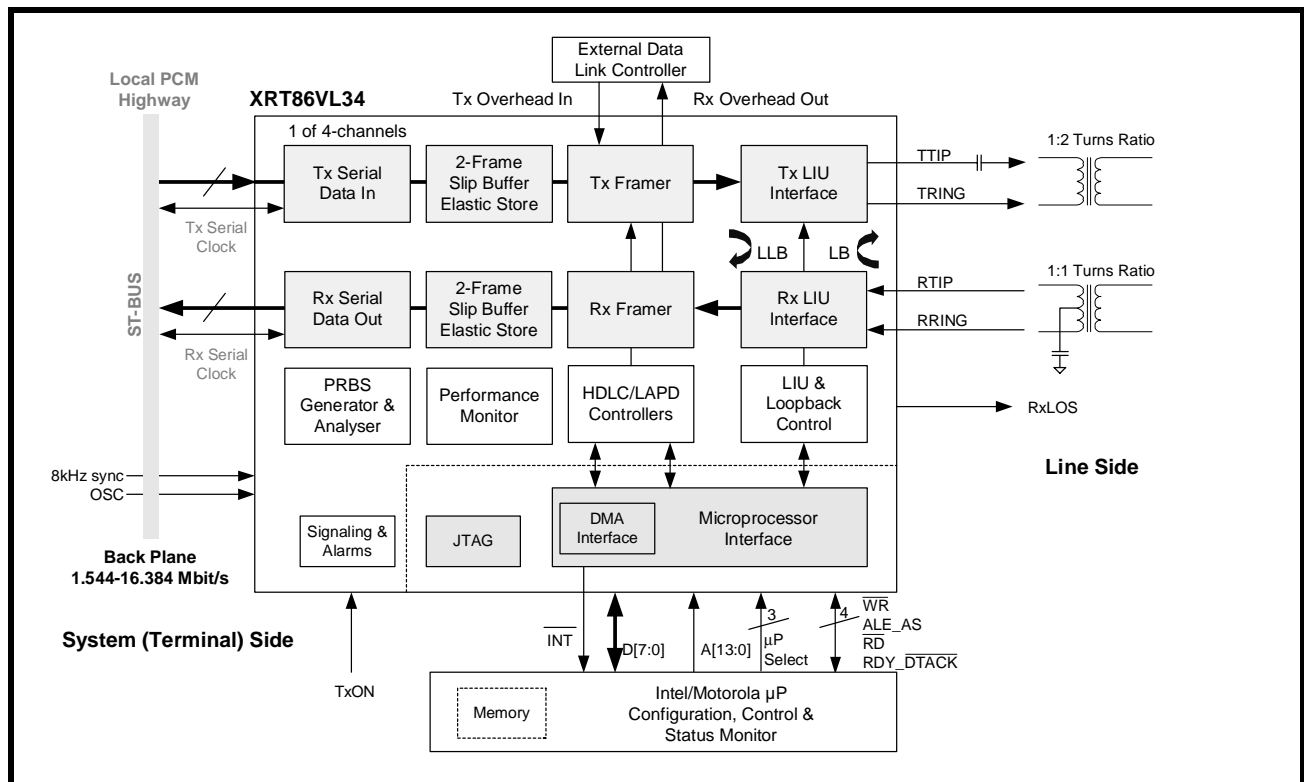 External Data
Link Controller
Local PCM
Highway
XRT86VL34
Tx Overhead In
Rx Overhead Out
1 of 4-channels
Tx Serial
Data In
2-Frame
Slip Buffer
Elastic Store
Tx Framer
Tx LIU
Interface
TTIP
TRING
1:2 Turns Ratio
Tx Serial
Clock
LLB
LB
ST-BUS
Rx Serial
Data Out
2-Frame
Slip Buffer
Elastic Store
Rx Framer
Rx LIU
Interface
RTIP
RRING
1:1 Turns Ratio
Rx Serial
Clock
PRBS
Generator &
Analyser
Performance
Monitor
HDLC/LAPD
Controllers
LIU &
Loopback
Control
RxLOS
8kHz sync
OSC
Line Side
Signaling &
Alarms
JTAG
DMA
Interface
Microprocessor
Interface
Back Plane
1.544-16.384 Mbit/s
System (Terminal) Side
TxON
INT
D[7:0]
A[13:0]
3
µP
Select
4
WR
ALE_AS
RD
RDY_DTACK
Memory
Intel/Motorola µP
Configuration, Control &
Status Monitor